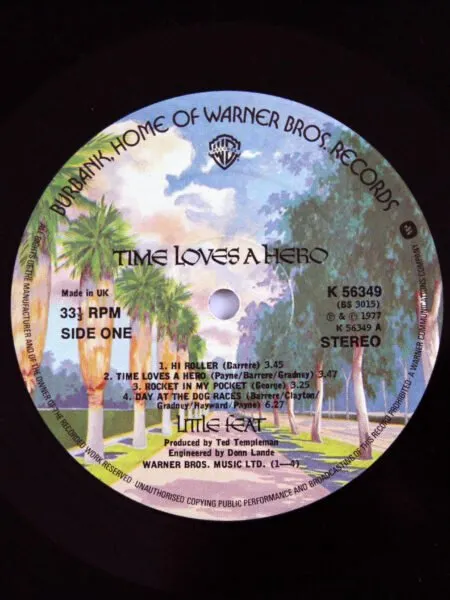 BURBANK, HOME OF WARNER BROS. RECORDS
TIME LOVES A HERO
Made in UK
33⅓ RPM
SIDE ONE
K 56349
(BS 3015)
℗ & © 1977
K 56349 A
STEREO
1. HI ROLLER (Barrere) 3.45
2. TIME LOVES A HERO (Payne/Barrere/Gradney) 3.47
3. ROCKET IN MY POCKET (George) 3.25
4. DAY AT THE DOG RACES (Barrere/Clayton/
Gradney/Hayward/Payne) 6.27
LITTLE FEAT
Produced by Ted Templeman
Engineered by Donn Lande
WARNER BROS. MUSIC LTD. (1—4)
ALL RIGHTS OF THE MANUFACTURER AND OF THE OWNER OF THE RECORDED WORK RESERVED UNAUTHORISED COPYING PUBLIC PERFORMANCE AND BROADCASTING OF THIS RECORD PROHIBITED · A WARNER COMMUNICATIONS COMPANY